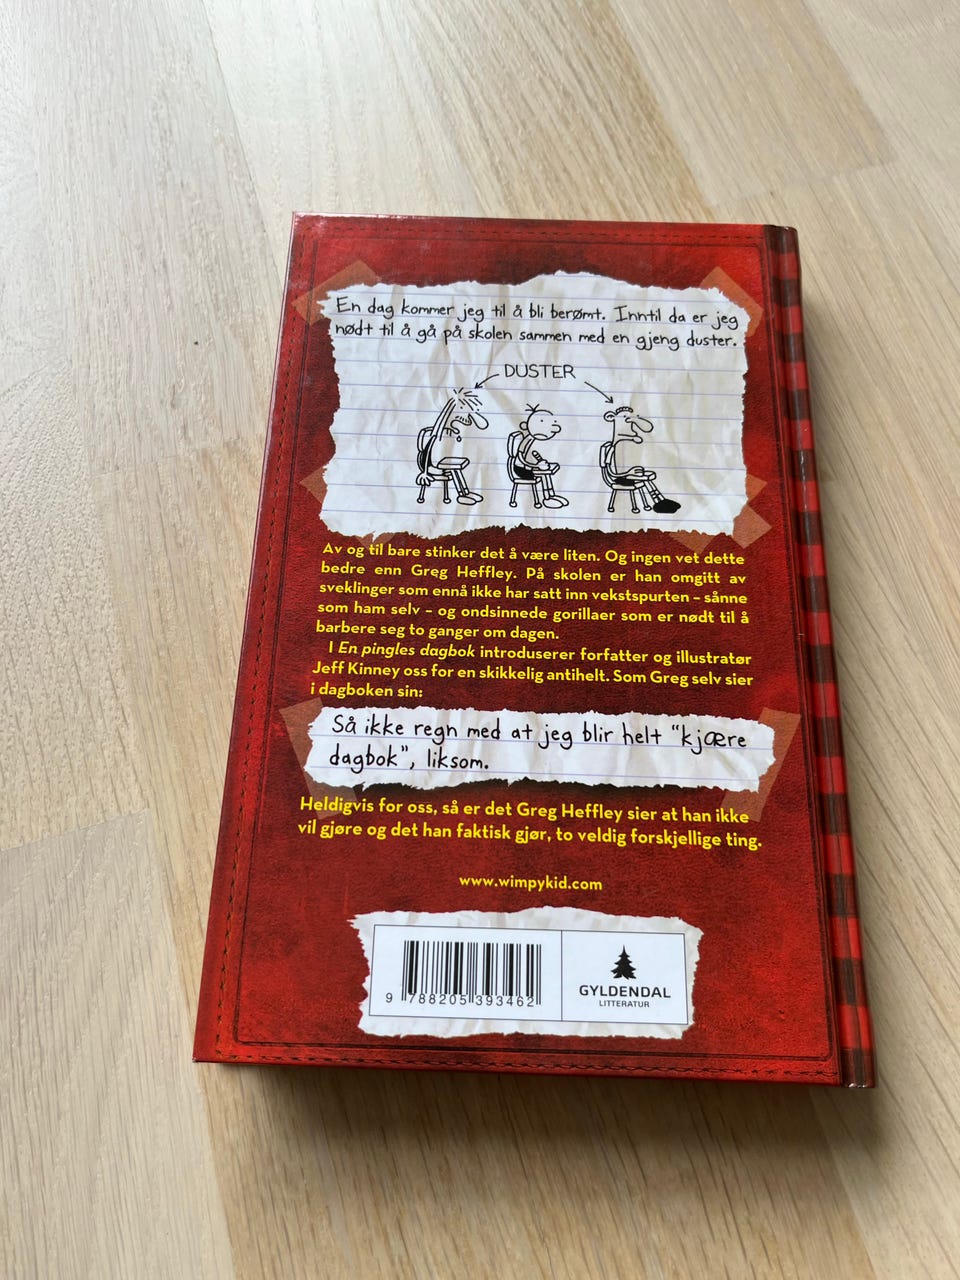 En dag kommer jeg til å bli berømt. Inntil da er jeg
nødt til å gå på skolen sammen med en gjeng duster.
DUSTER
Av og til bare stinker det å være liten. Og ingen vet dette
bedre enn Greg Heffley. På skolen er han omgitt av
sveklinger som ennå ikke har satt inn vekstspurten – sånne
som ham selv – og ondsinnede gorillaer som er nødt til å
barbere seg to ganger om dagen.
I En pingles dagbok introduserer forfatter og illustratør
Jeff Kinney oss for en skikkelig antihelt. Som Greg selv sier
i dagboken sin:
Så ikke regn med at jeg blir helt "kjære
dagbok", liksom.
Heldigvis for oss, så er det Greg Heffley sier at han ikke
vil gjøre og det han faktisk gjør, to veldig forskjellige ting.
www.wimpykid.com
9 788205 393462
GYLDENDAL
LITTERATUR